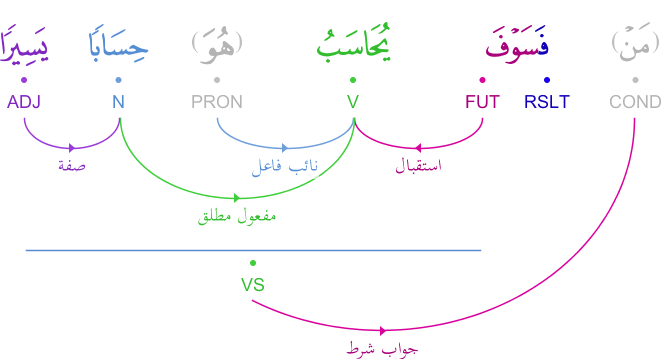 (مَنْ) فَسَوْفَ يُحَاسَبُ (هُوَ) حِسَابًا يَسِيرًا
COND RSLT FUT V PRON N ADJ
استقبال نائب فاعل صفة
مفعول مطلق
VS
جواب شرط